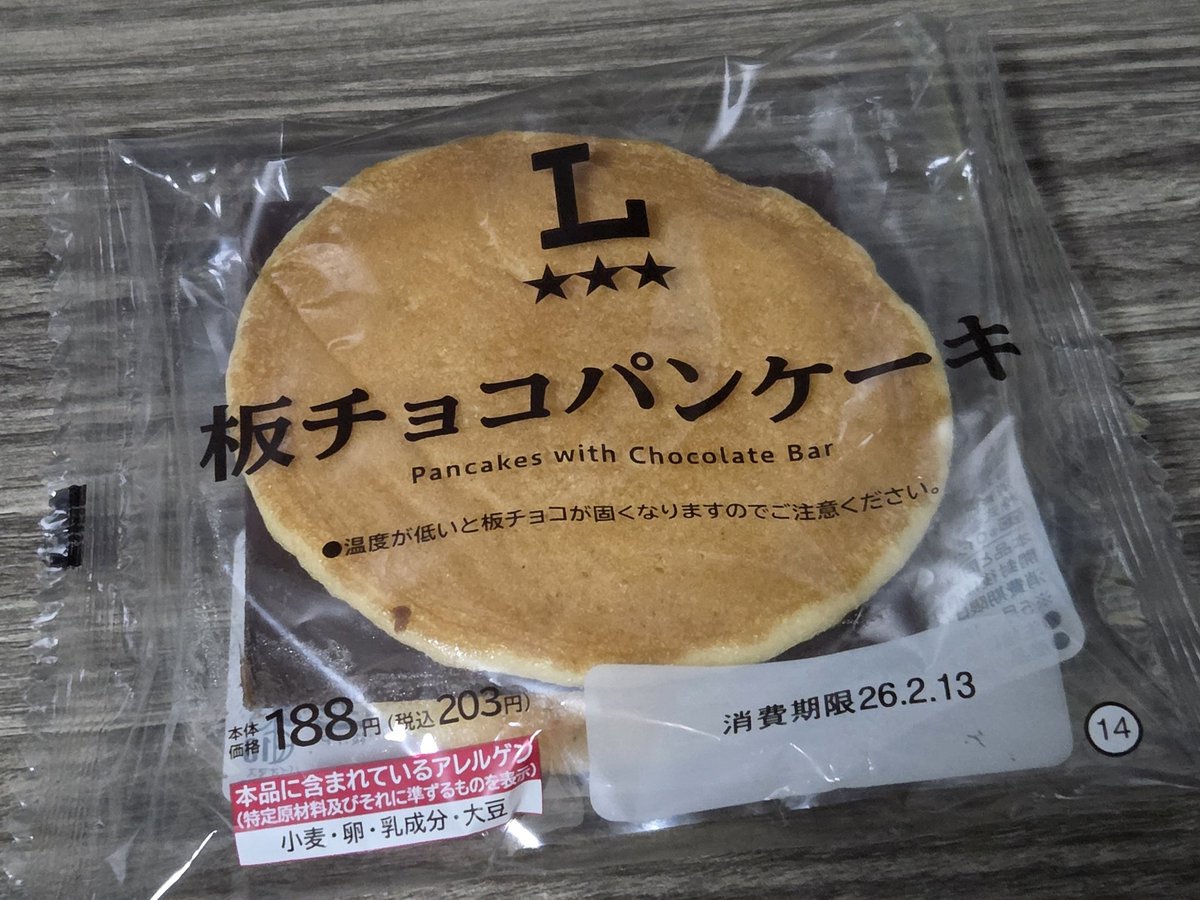 L
★★★
板チョコパンケーキ
Pancakes with Chocolate Bar
●温度が低いと板チョコが固くなりますのでご注意ください。
本体価格188円(税込203円)
消費期限26.2.13
14
本品に含まれているアレルゲン
(特定原材料及びそれに準ずるものを表示)
小麦・卵・乳成分・大豆